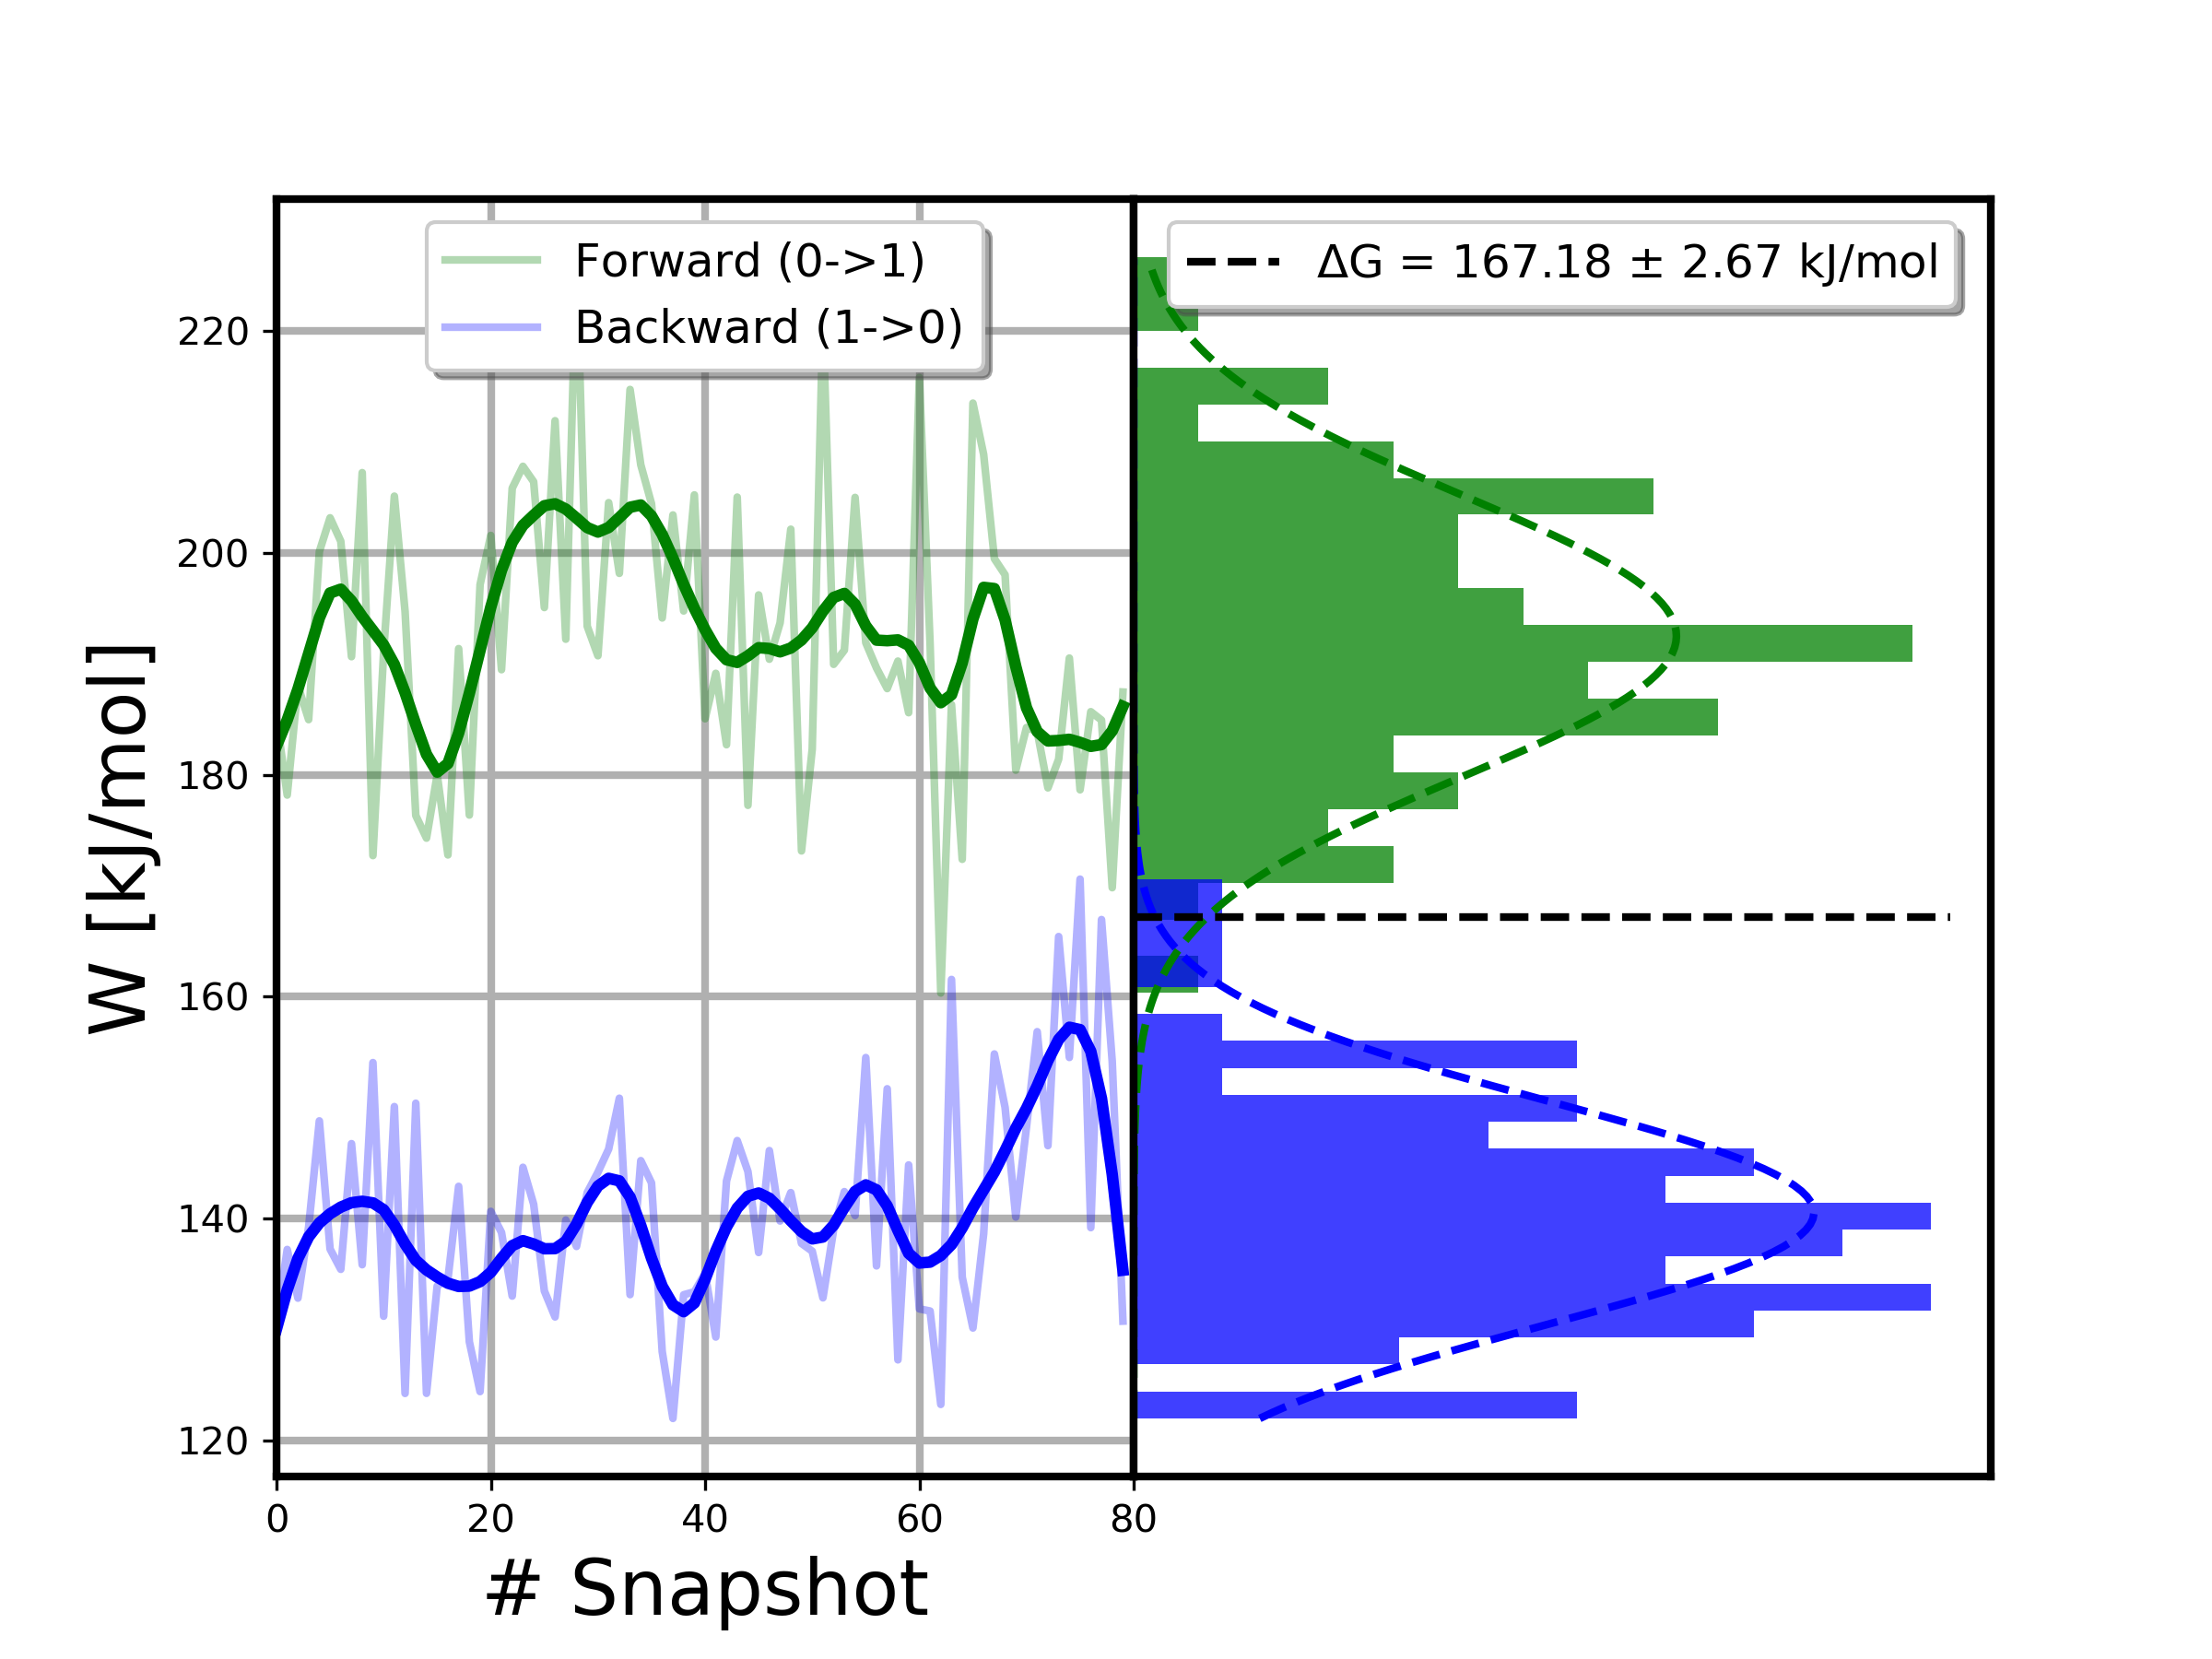 Forward (0->1)
Backward (1->0)
ΔG = 167.18 ± 2.67 kJ/mol
W [kJ/mol]
220
200
180
160
140
120
0 20 40 60 80
# Snapshot